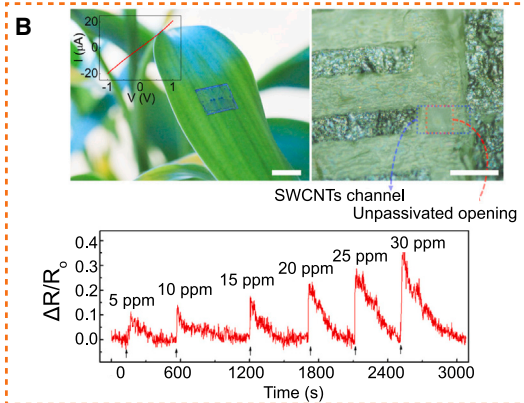 B
20
0
-20
I (µA)
-1 0 1
V (V)
SWCNTs channel
Unpassivated opening
0.4
0.3
0.2
0.1
0.0
ΔR/Ro
5 ppm
10 ppm
15 ppm
20 ppm
25 ppm
30 ppm
0 600 1200 1800 2400 3000
Time (s)